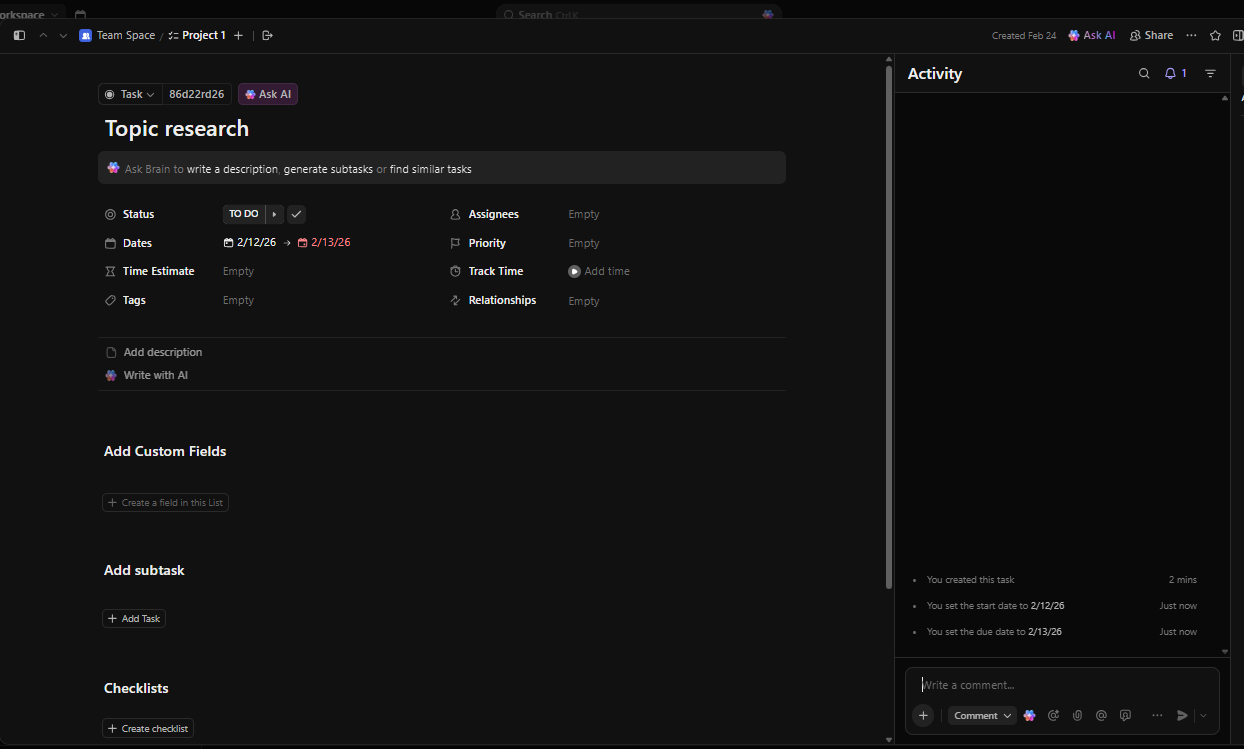 orkspace
Search Ctrl K
Team Space / Project 1
Created Feb 24 Ask AI Share
Task 86d22rd26 Ask AI
Topic research
Ask Brain to write a description, generate subtasks or find similar tasks
Status TO DO Assignees Empty
Dates 2/12/26 → 2/13/26 Priority Empty
Time Estimate Empty Track Time Add time
Tags Empty Relationships Empty
Add description
Write with AI
Add Custom Fields
+ Create a field in this List
Add subtask
+ Add Task
Checklists
+ Create checklist
Activity
1
You created this task 2 mins
You set the start date to 2/12/26 Just now
You set the due date to 2/13/26 Just now
Write a comment...
Comment